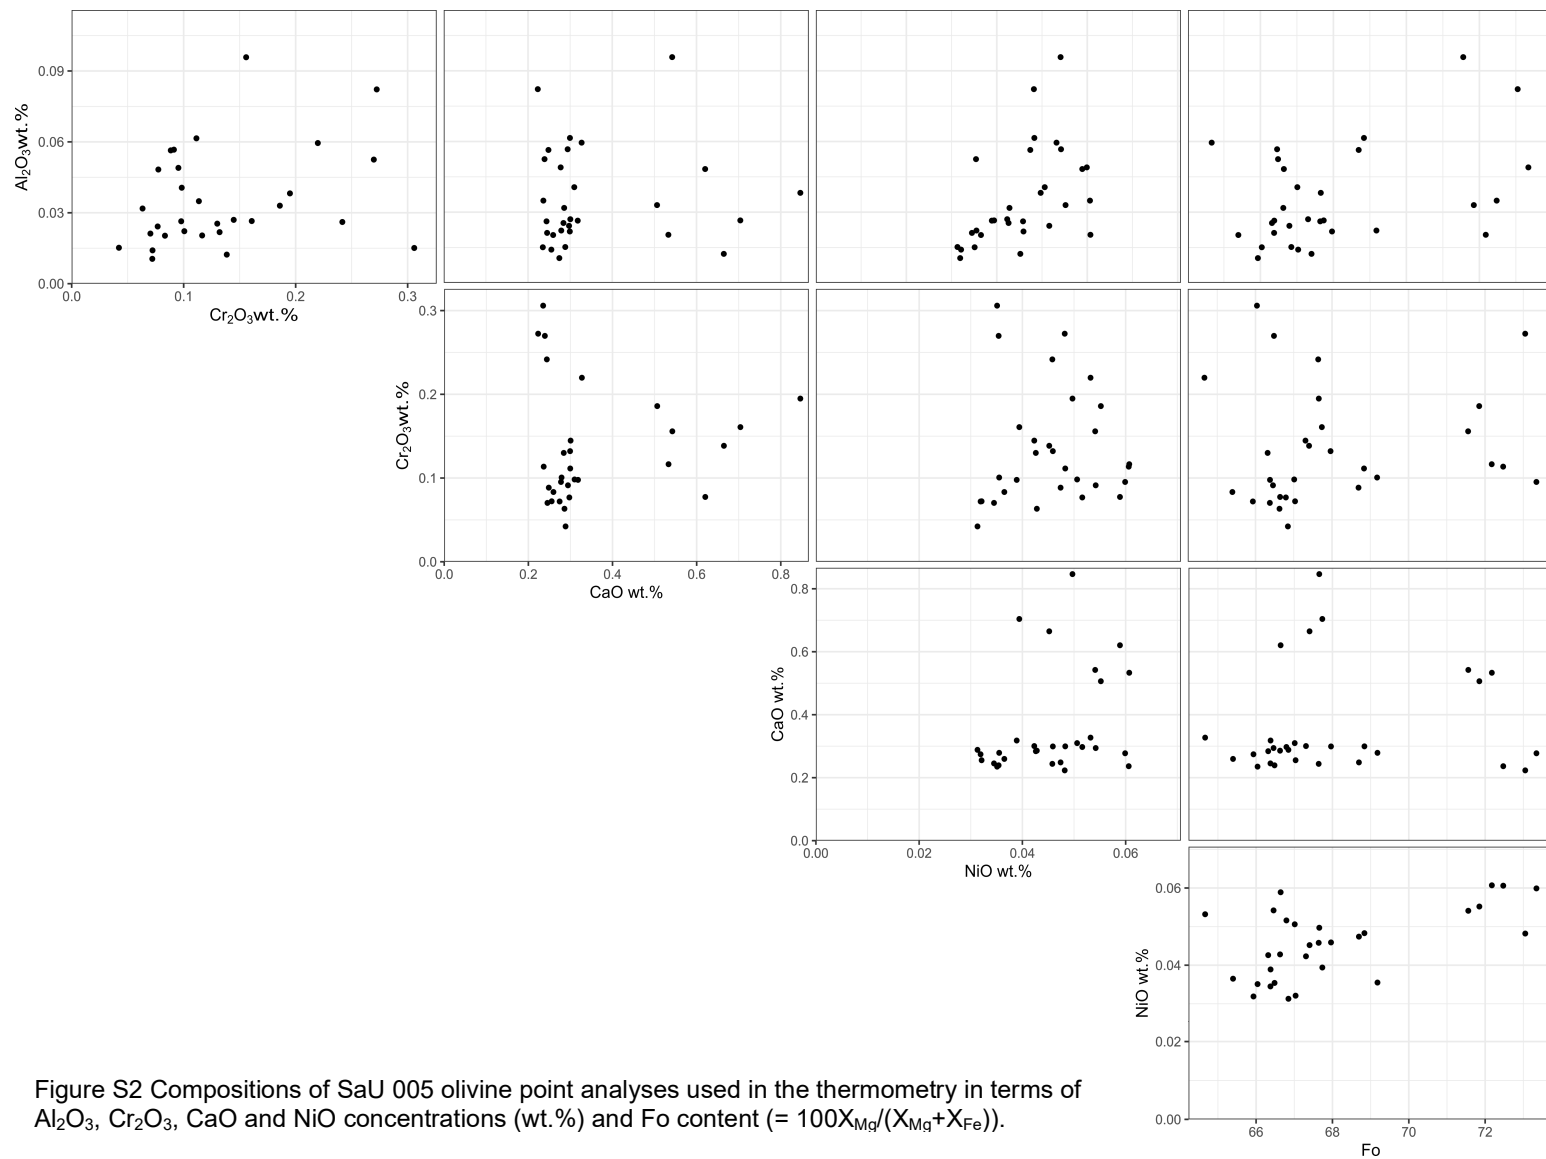 0.09
0.06
0.03
0.00
Al₂O₃wt.%
0.0 0.1 0.2 0.3
Cr₂O₃wt.%
0.3
0.2
0.1
0.0
Cr₂O₃wt.%
0.0 0.2 0.4 0.6 0.8
CaO wt.%
0.8
0.6
0.4
0.2
0.0
CaO wt.%
0.00 0.02 0.04 0.06
NiO wt.%
0.06
0.04
0.02
0.00
NiO wt.%
66 68 70 72
Fo
Figure S2 Compositions of SaU 005 olivine point analyses used in the thermometry in terms of
Al₂O₃, Cr₂O₃, CaO and NiO concentrations (wt.%) and Fo content (= 100X_Mg/(X_Mg+X_Fe)).